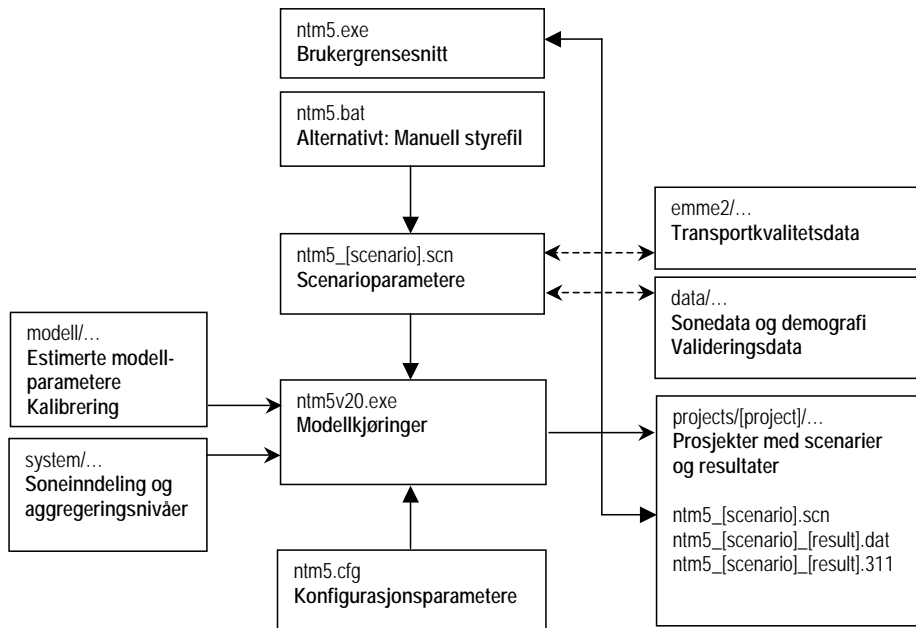 ntm5.exe
Brukergrensesnitt
ntm5.bat
Alternativt: Manuell styrefil
ntm5_[scenario].scn
Scenarioparametere
emme2/…
Transportkvalitetsdata
data/…
Sonedata og demografi
Valideringsdata
modell/…
Estimerte modell-
parametere
Kalibrering
system/…
Soneinndeling og
aggregeringsnivåer
ntm5v20.exe
Modellkjøringer
projects/[project]/…
Prosjekter med scenarier
og resultater
ntm5_[scenario].scn
ntm5_[scenario]_[result].dat
ntm5_[scenario]_[result].311
ntm5.cfg
Konfigurasjonsparametere